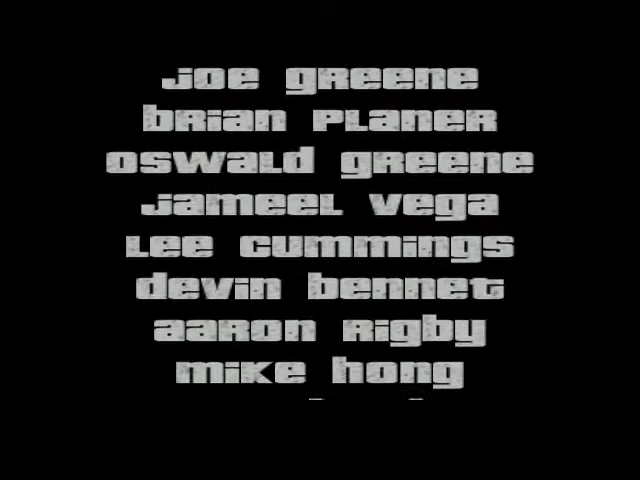 Joe Greene
Brian Planer
Oswald Greene
Jameel Vega
Lee Cummings
Devin Bennet
Aaron Rigby
Mike Hong